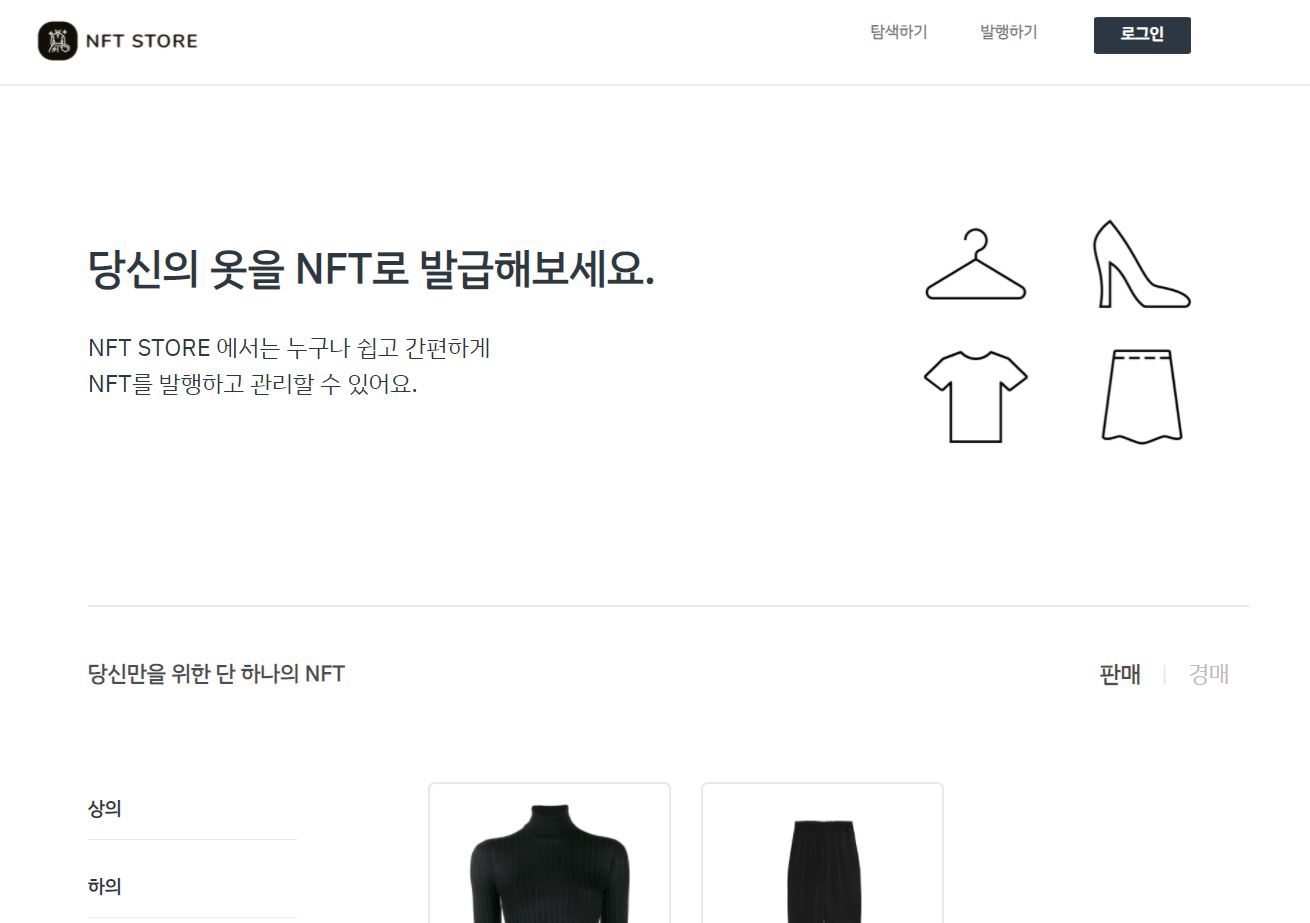 NFT STORE
탐색하기
발행하기
로그인
당신의 옷을 NFT로 발급해보세요.
NFT STORE 에서는 누구나 쉽고 간편하게
NFT를 발행하고 관리할 수 있어요.
당신만을 위한 단 하나의 NFT
판매 | 경매
상의
하의